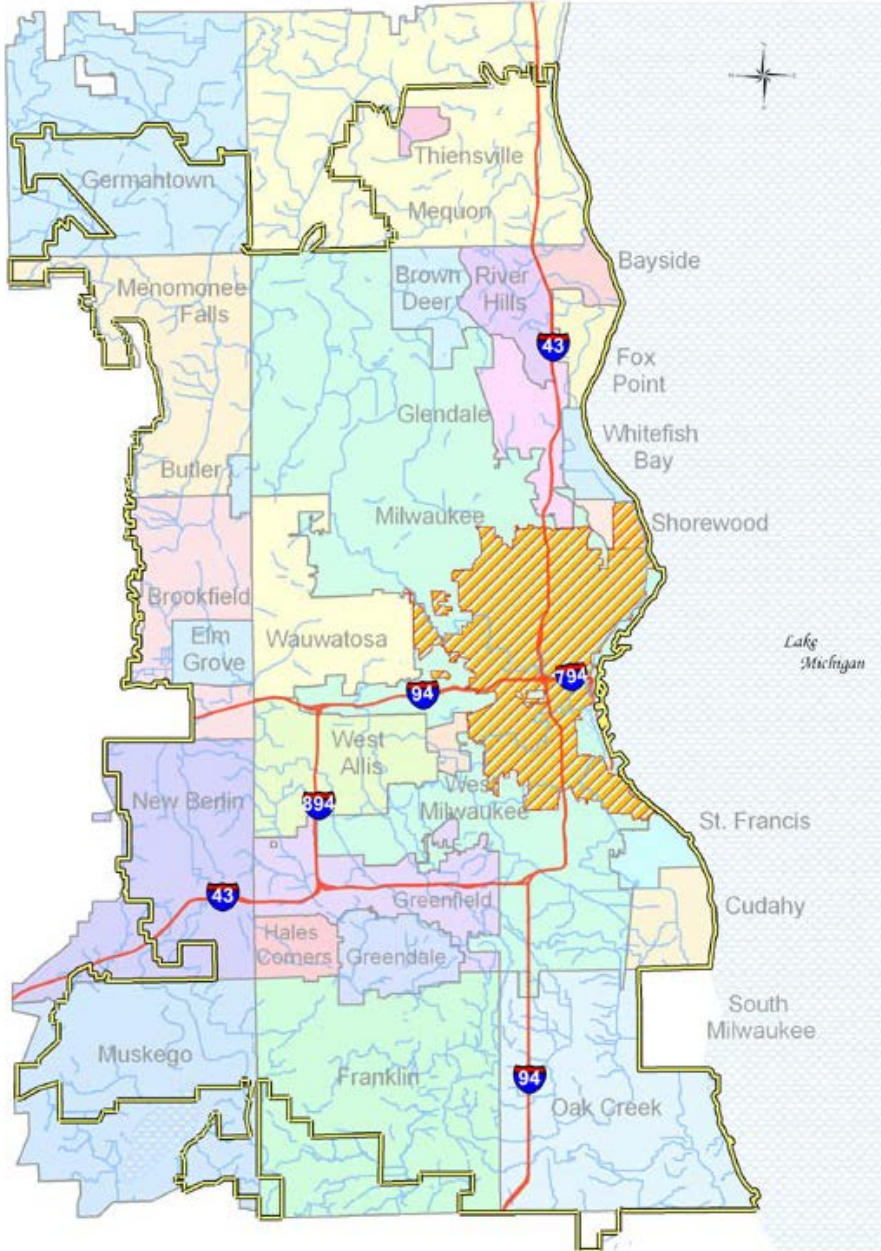 Thiensville
Germantown
Mequon
Bayside
Brown
Deer
River
Hills
Menomonee
Falls
43
Fox
Point
Glendale
Whitefish
Bay
Butler
Milwaukee
Shorewood
Brookfield
Elm
Grove
Wauwatosa
Lake
Michigan
794
94
West
Allis
New Berlin
894
West
Milwaukee
St. Francis
43
Greenfield
Cudahy
Hales
Corners
Greendale
South
Milwaukee
Muskego
Franklin
94
Oak Creek